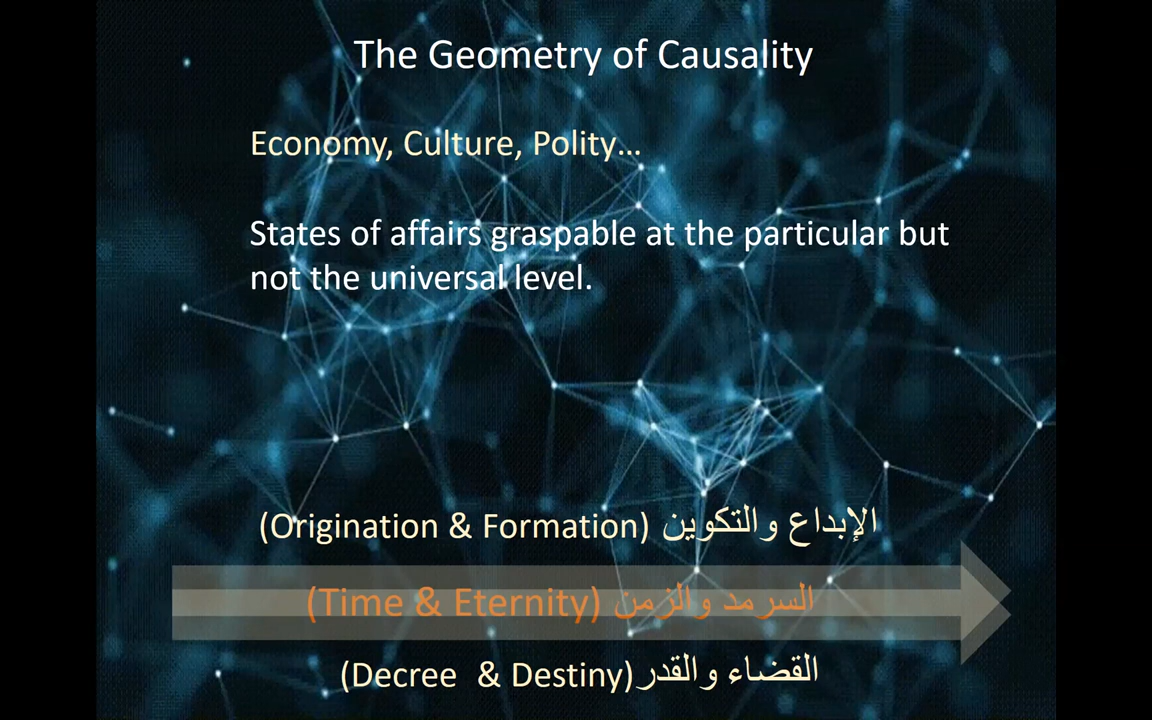 The Geometry of Causality
Economy, Culture, Polity…
States of affairs graspable at the particular but
not the universal level.
(Origination & Formation) الإبداع والتكوين
(Time & Eternity) السرمد والزمن
(Decree & Destiny)القضاء والقدر